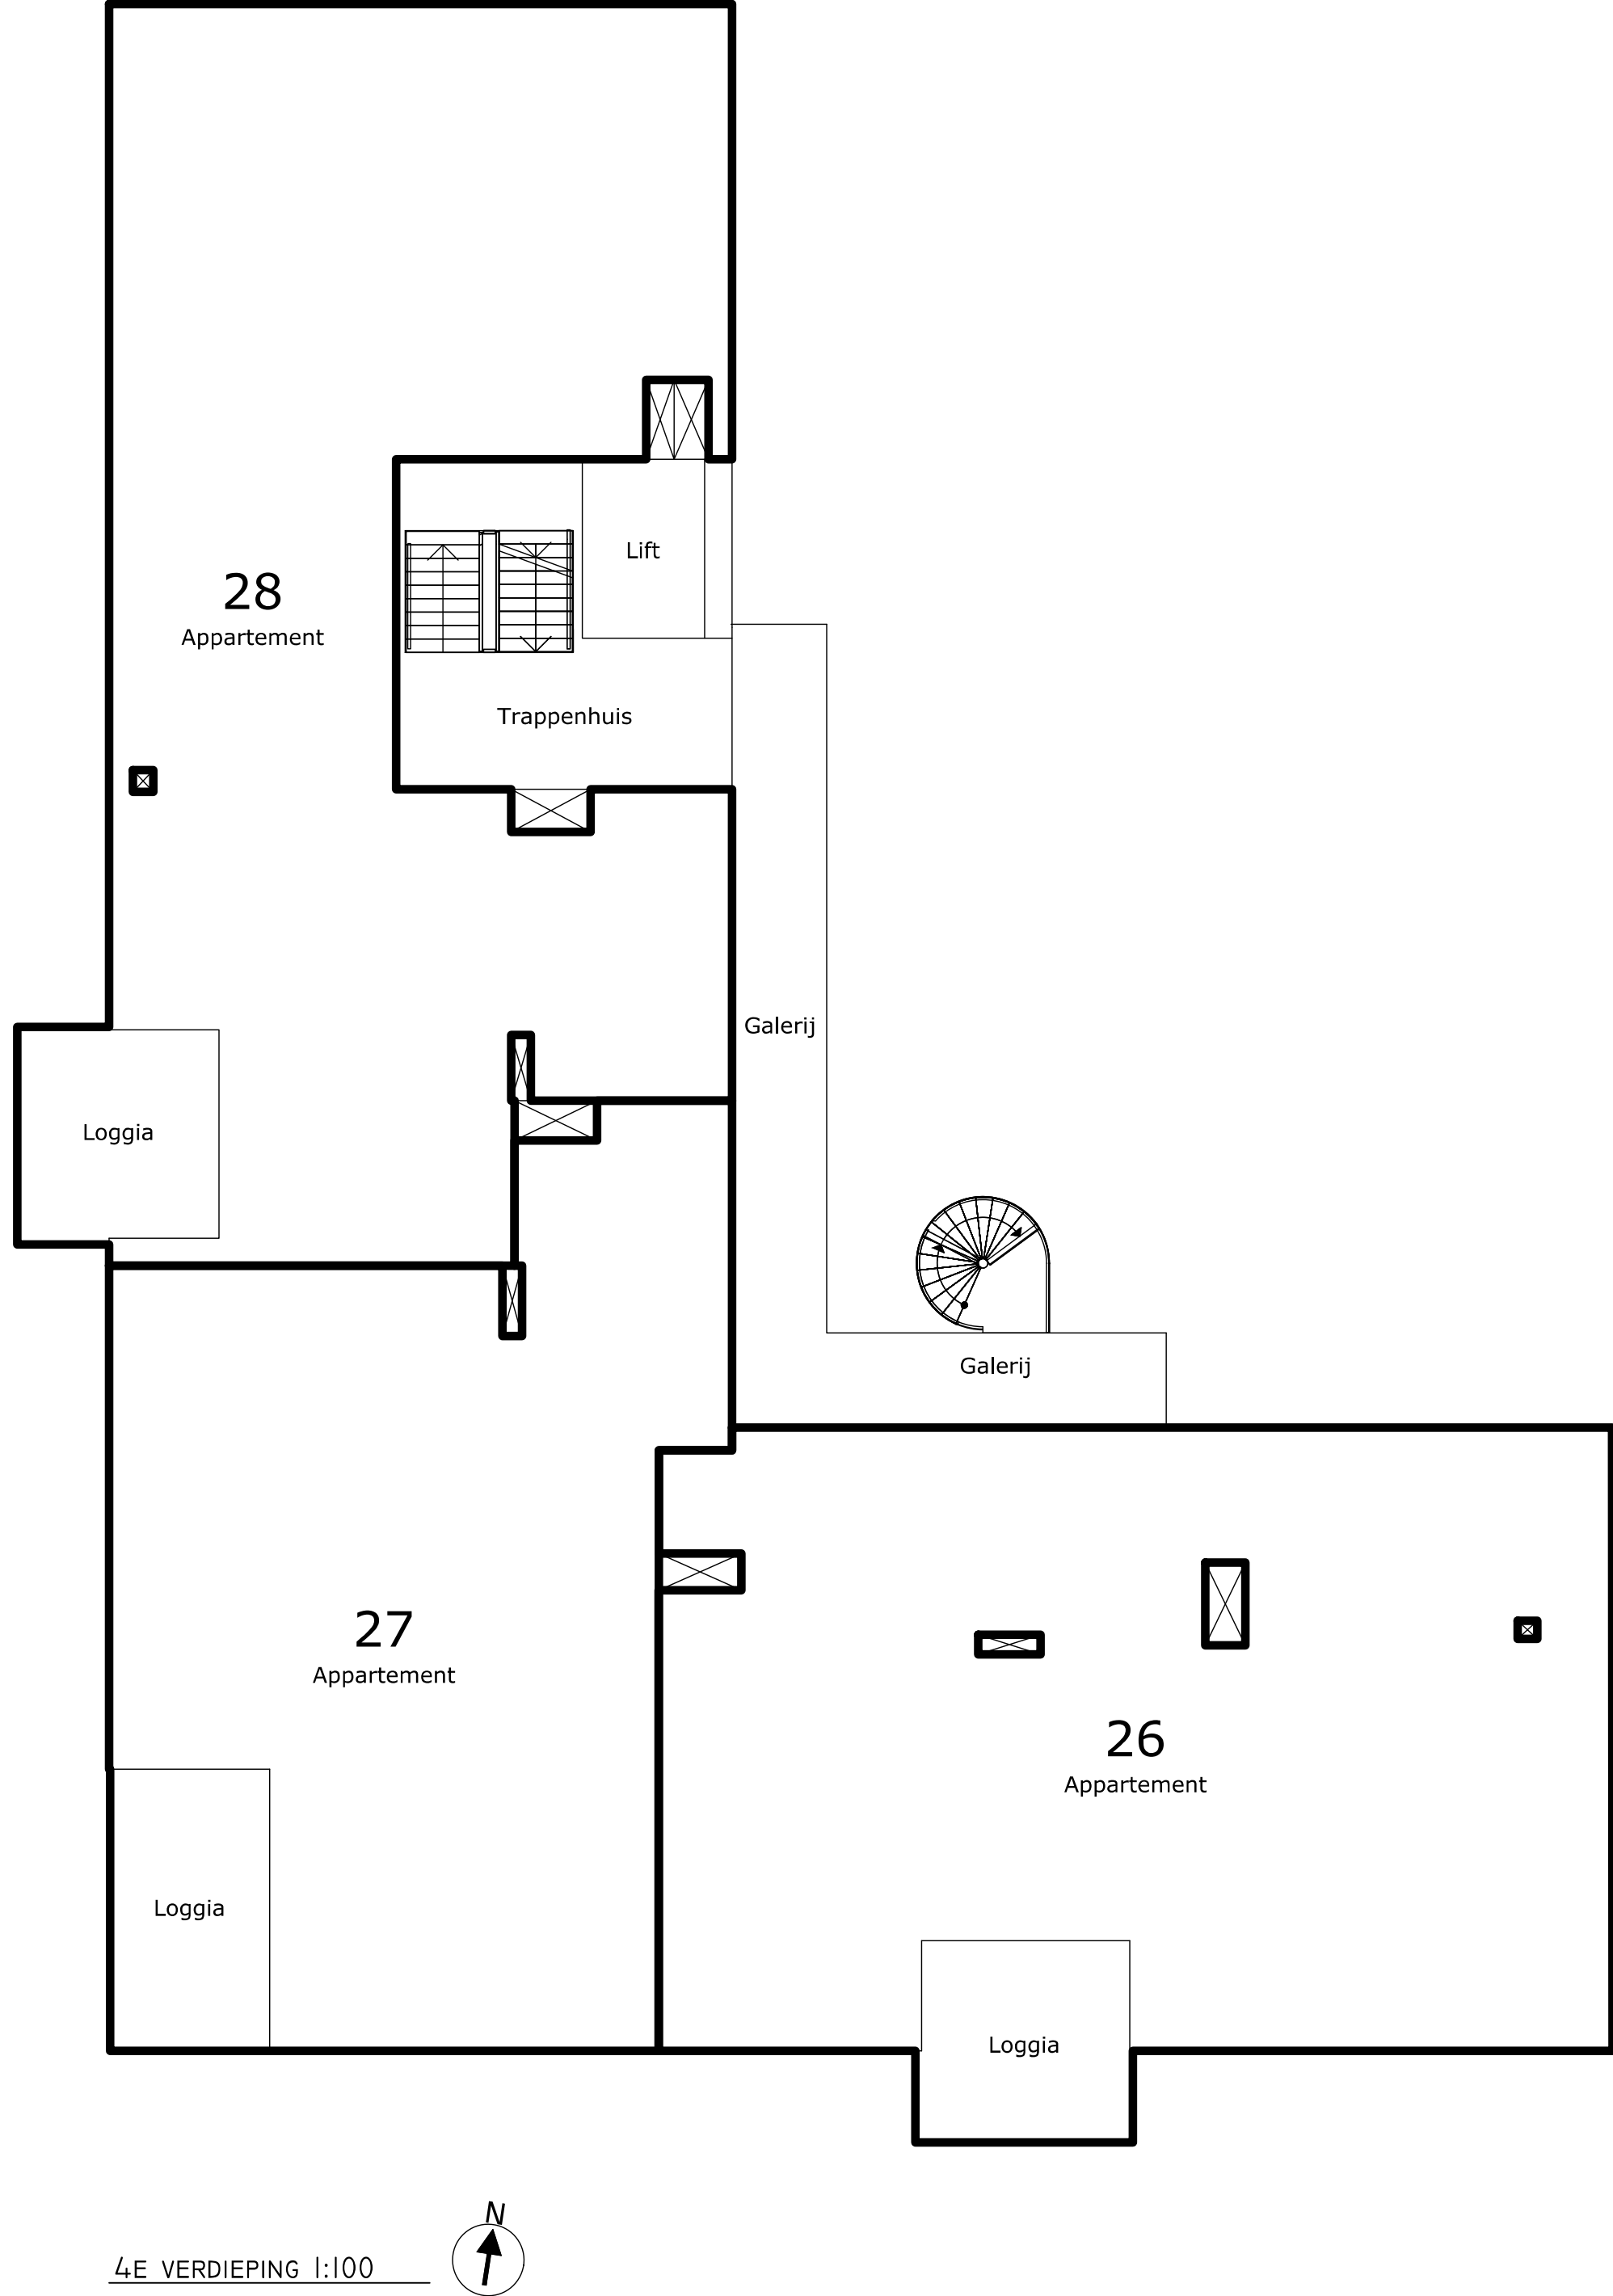 Lift
28
Appartement
Trappenhuis
Galerij
Loggia
Galerij
27
Appartement
26
Appartement
Loggia
Loggia
N
4E VERDIEPING 1:100